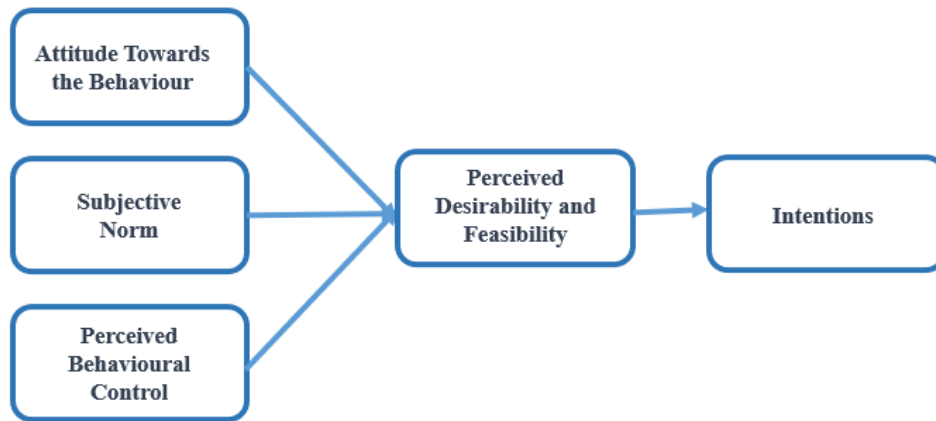 Attitude Towards
the Behaviour
Subjective
Norm
Perceived
Behavioural
Control
Perceived
Desirability and
Feasibility
Intentions